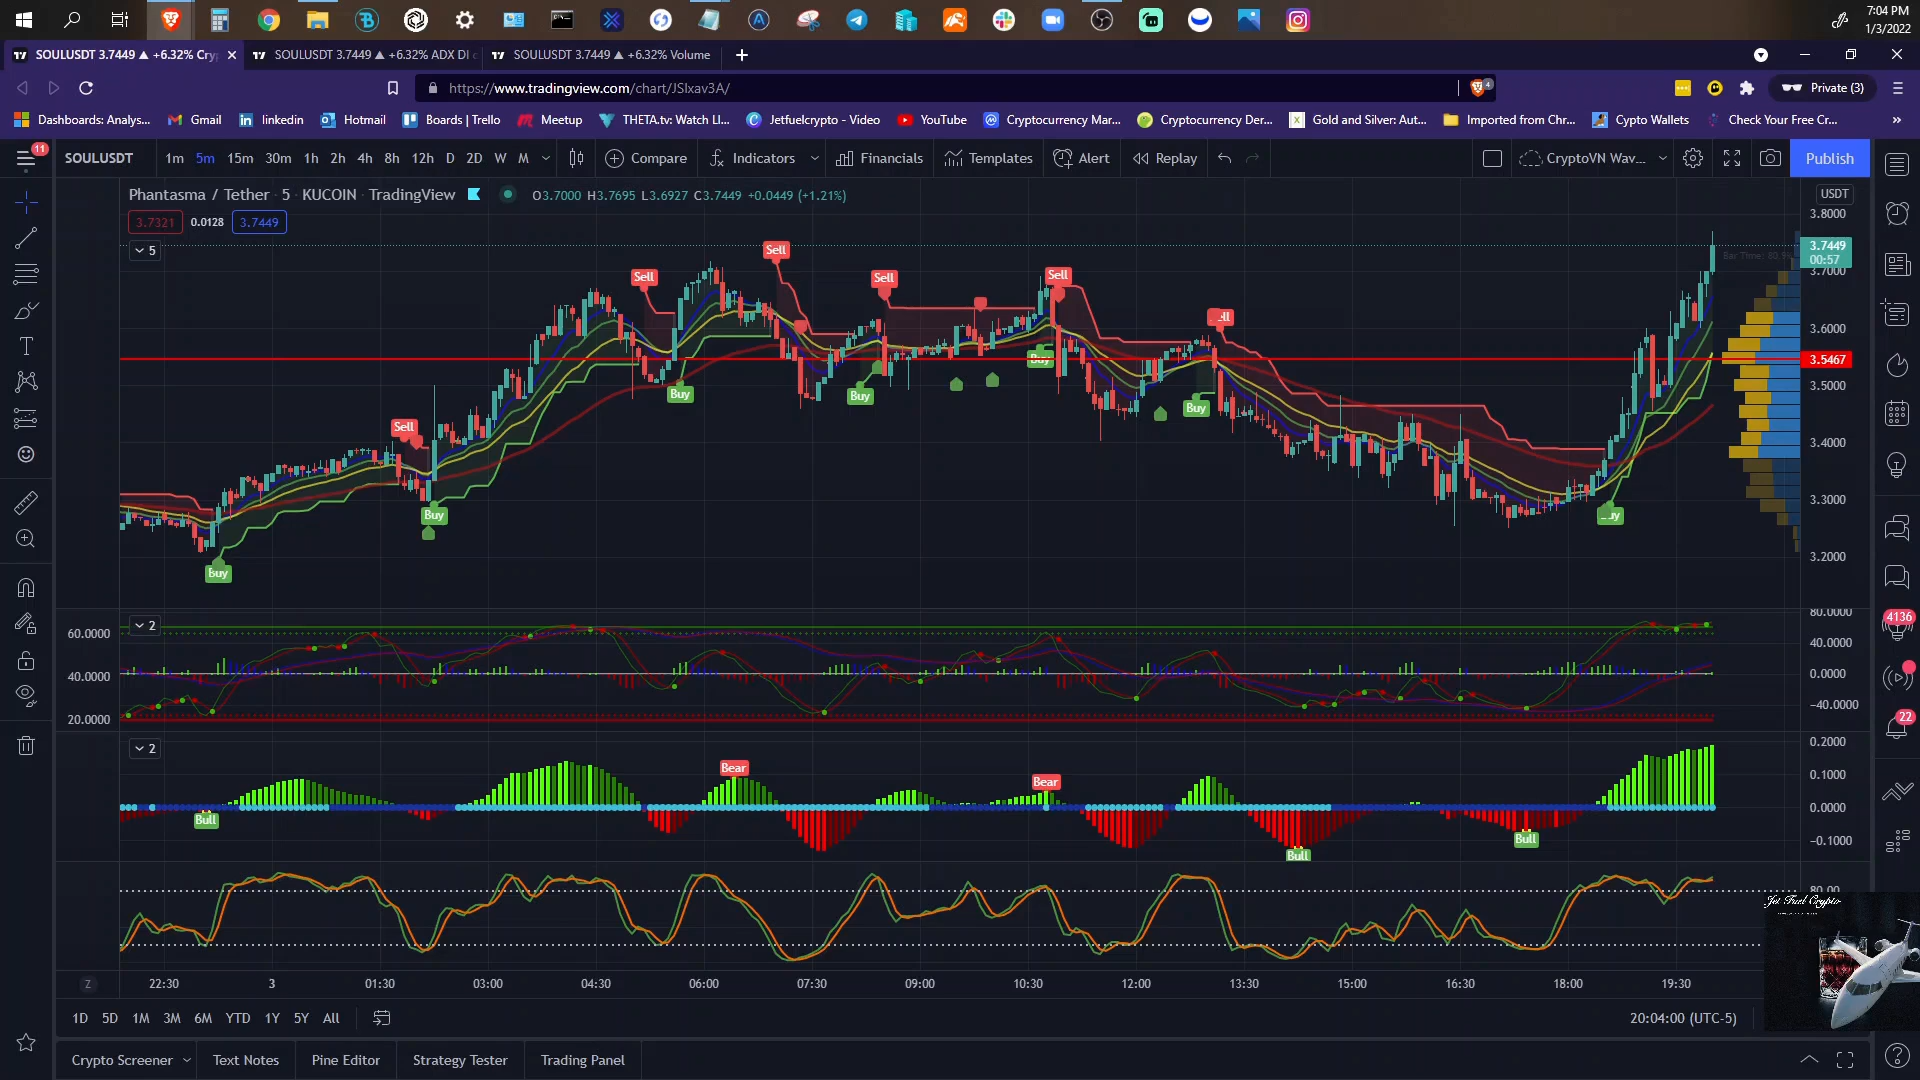 7:04 PM
1/3/2022
SOULUSDT 3.7449 ▲ +6.32% Cry
SOULUSDT 3.7449 ▲ +6.32% ADX DI
SOULUSDT 3.7449 ▲ +6.32% Volume
https://www.tradingview.com/chart/JSlxav3A/
4
Private (3)
Dashboards: Analys... Gmail linkedin Hotmail Boards | Trello Meetup THETA.tv: Watch LI... Jetfuelcrypto - Video YouTube Cryptocurrency Mar... Cryptocurrency Der... Gold and Silver: Aut... Imported from Chr... Cypto Wallets Check Your Free Cr... »
11
SOULUSDT 1m 5m 15m 30m 1h 2h 4h 8h 12h D 2D W M Compare Indicators Financials Templates Alert Replay CryptoVN Wav... Publish
Phantasma / Tether · 5 · KUCOIN · TradingView O3.7000 H3.7695 L3.6927 C3.7449 +0.0449 (+1.21%)
USDT
3.7321 0.0128 3.7449
5
3.8000
3.7449
00:57
3.7000
3.6000
3.5467
3.5000
3.4000
3.3000
3.2000
Sell
Sell
Sell
Sell
Sell
Buy
Buy
Buy
Buy
Buy
Buy
Buy
2
60.0000
40.0000
20.0000
80.0000
40.0000
0.0000
−40.0000
4136
22
2
Bear
Bear
Bull
Bull
Bull
0.2000
0.1000
0.0000
−0.1000
80.00
Jet Fuel Crypto
Z 22:30 3 01:30 03:00 04:30 06:00 07:30 09:00 10:30 12:00 13:30 15:00 16:30 18:00 19:30
1D 5D 1M 3M 6M YTD 1Y 5Y All
20:04:00 (UTC-5)
Crypto Screener Text Notes Pine Editor Strategy Tester Trading Panel